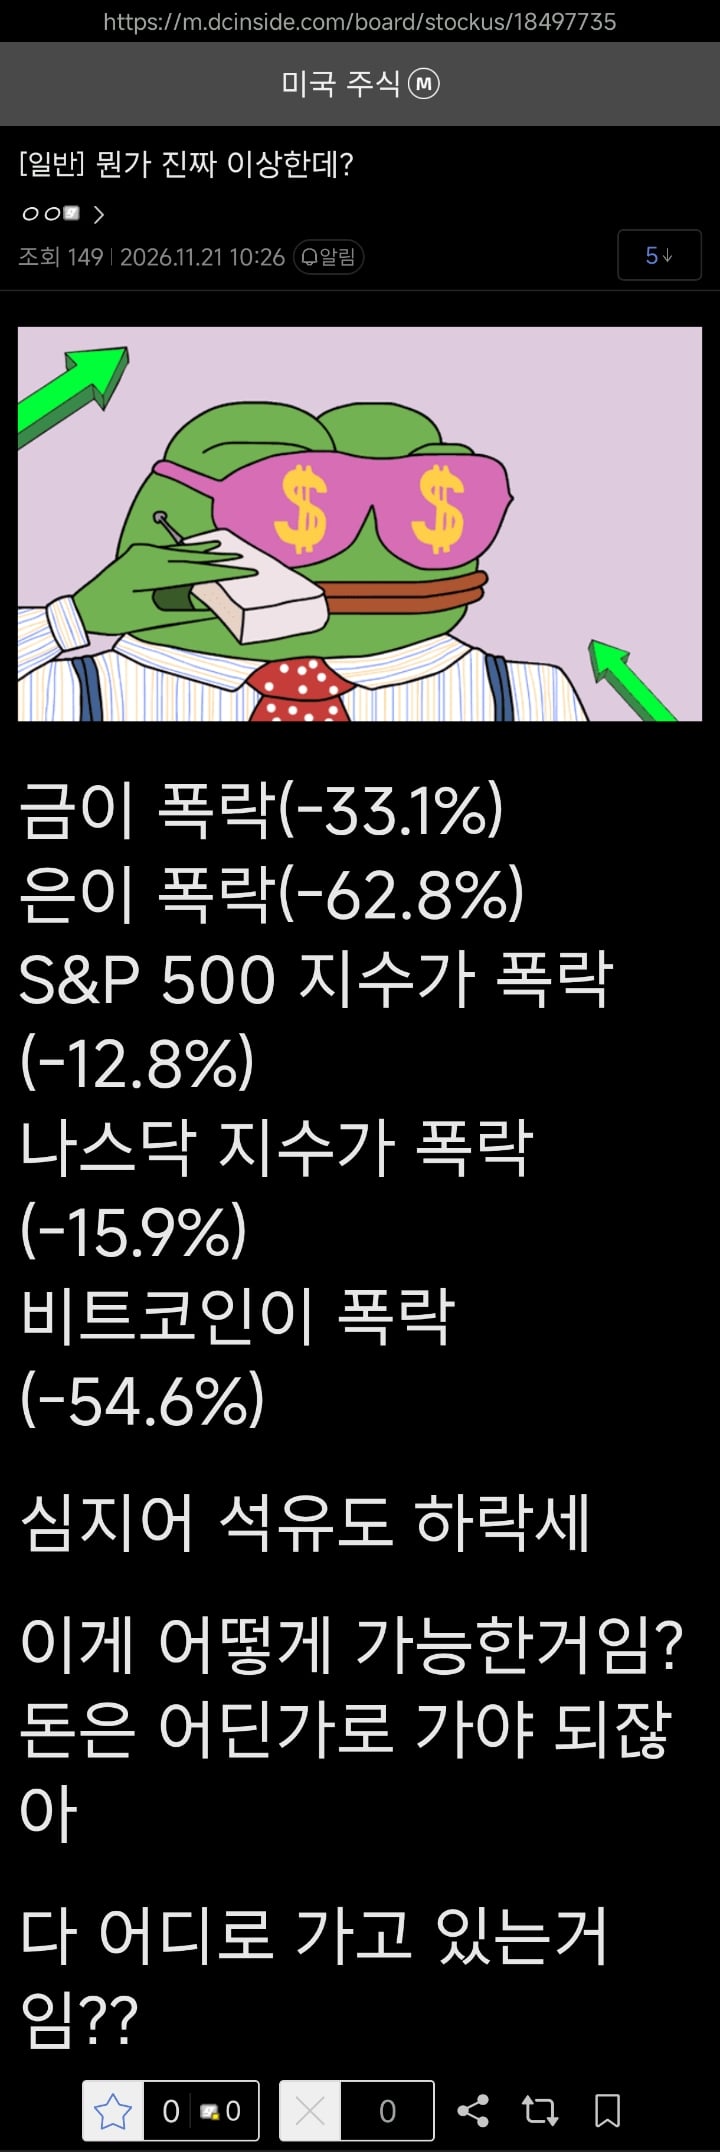 https://m.dcinside.com/board/stockus/18497735
미국 주식 M
[일반] 뭔가 진짜 이상한데?
ㅇㅇ
조회 149 | 2026.11.21 10:26 알림
5↓
$ $
금이 폭락(-33.1%)
은이 폭락(-62.8%)
S&P 500 지수가 폭락
(-12.8%)
나스닥 지수가 폭락
(-15.9%)
비트코인이 폭락
(-54.6%)
심지어 석유도 하락세
이게 어떻게 가능한거임?
돈은 어딘가로 가야 되잖
아
다 어디로 가고 있는거
임??
0 0 0